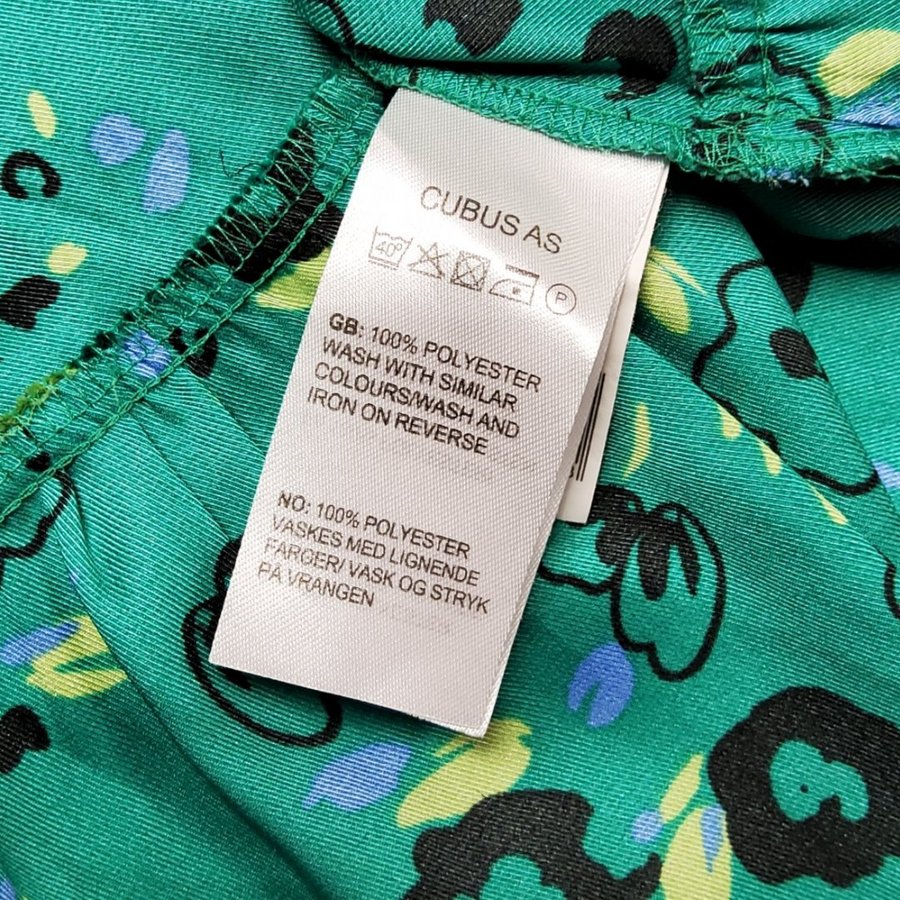 CUBUS AS
40°
P
GB: 100% POLYESTER
WASH WITH SIMILAR
COLOURS/WASH AND
IRON ON REVERSE
NO: 100% POLYESTER
VASKES MED LIGNENDE
FARGER/ VASK OG STRYK
PÅ VRANGEN